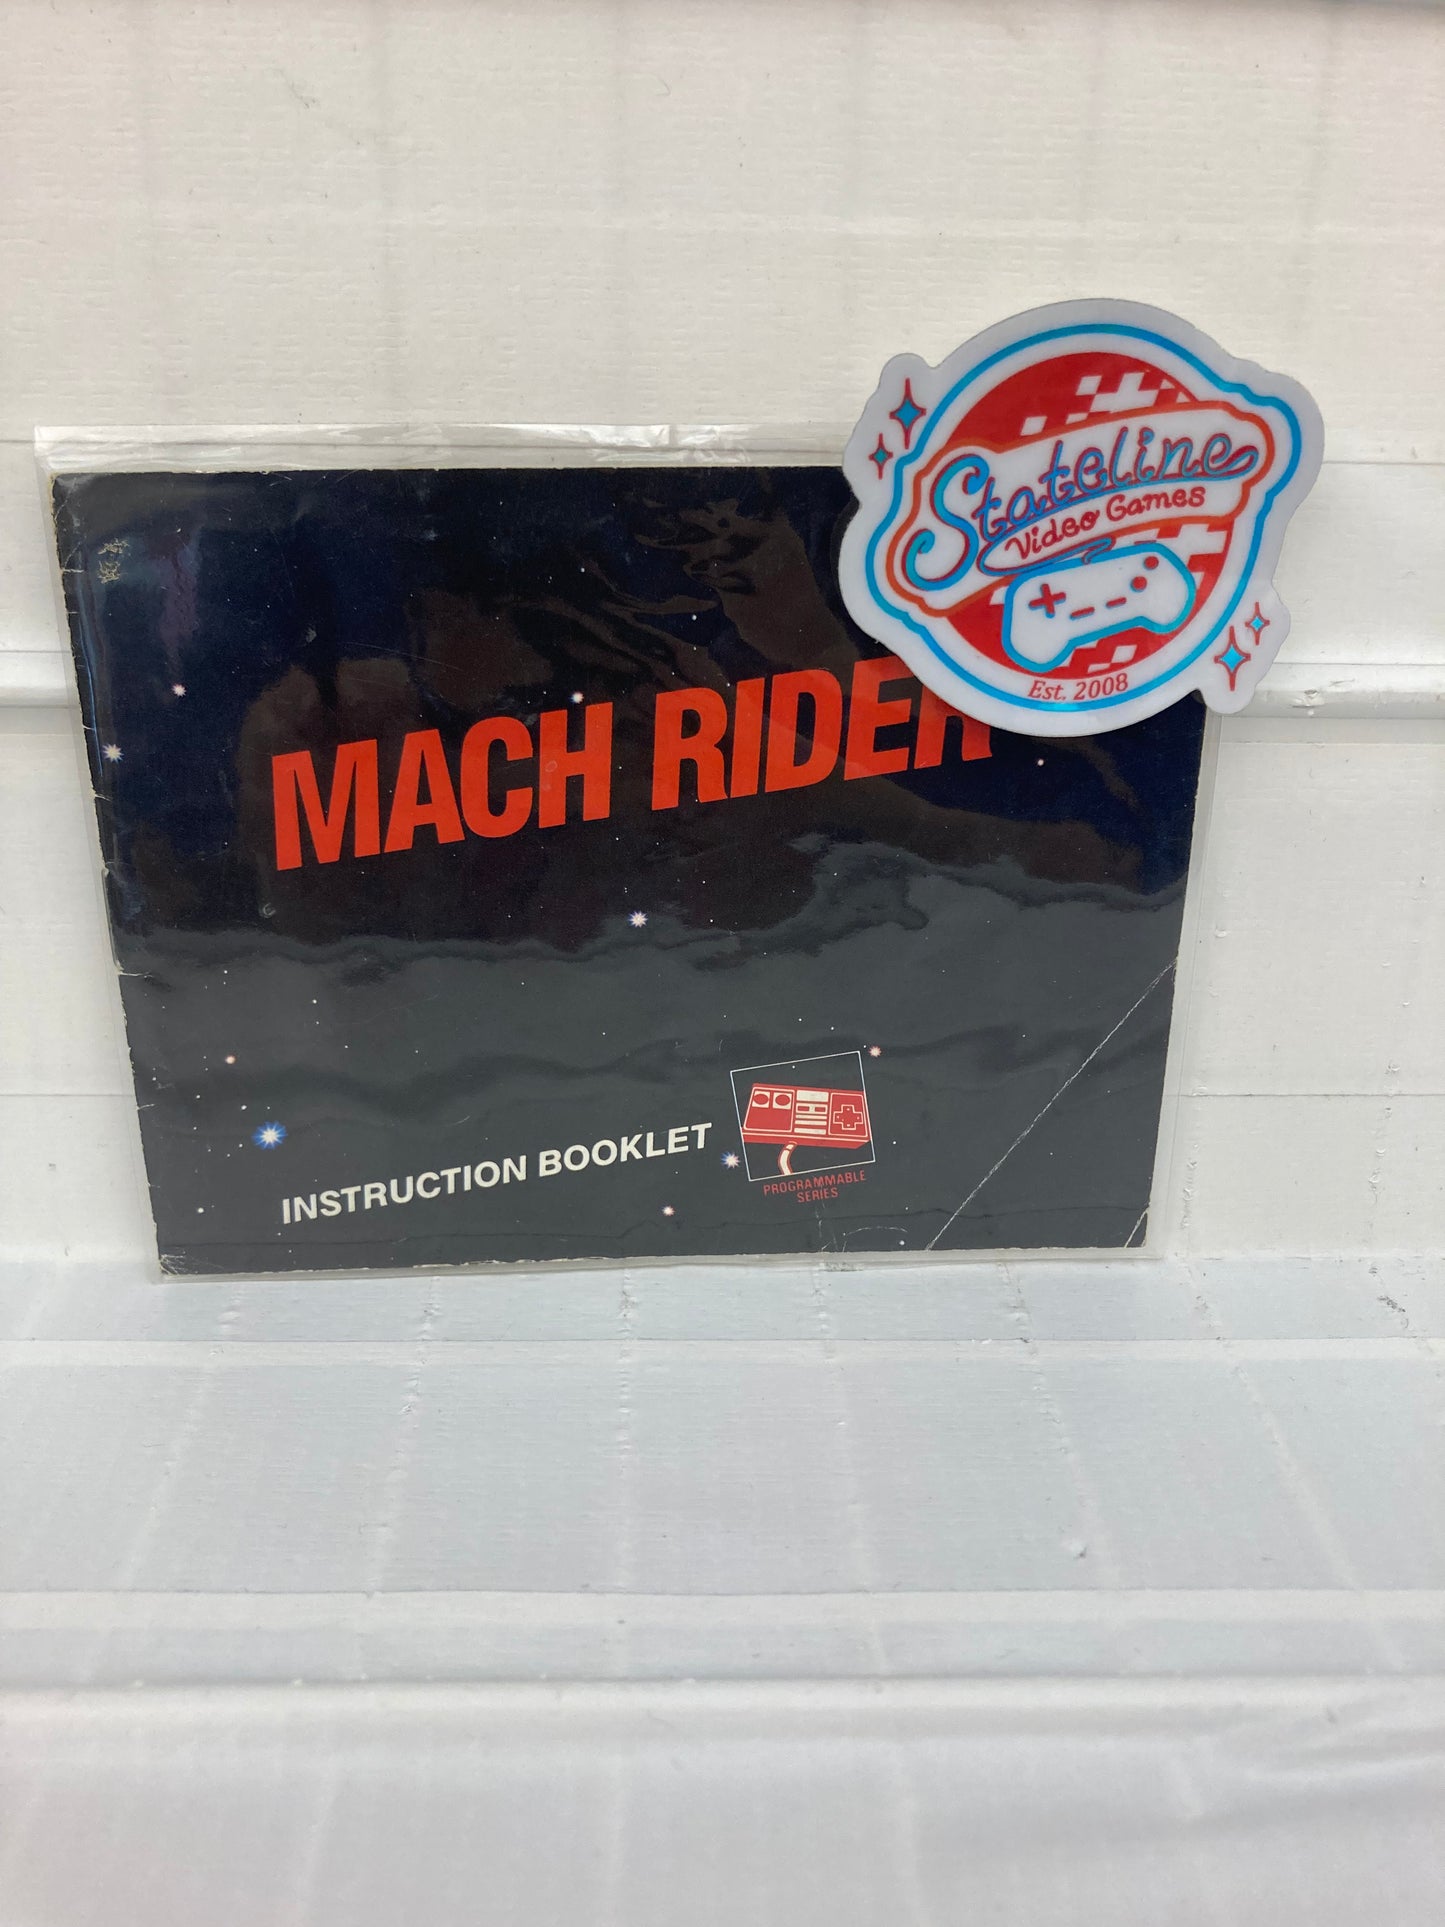 Stateline
Video Games
Est. 2008
MACH RIDER
INSTRUCTION BOOKLET
PROGRAMMABLE
SERIES